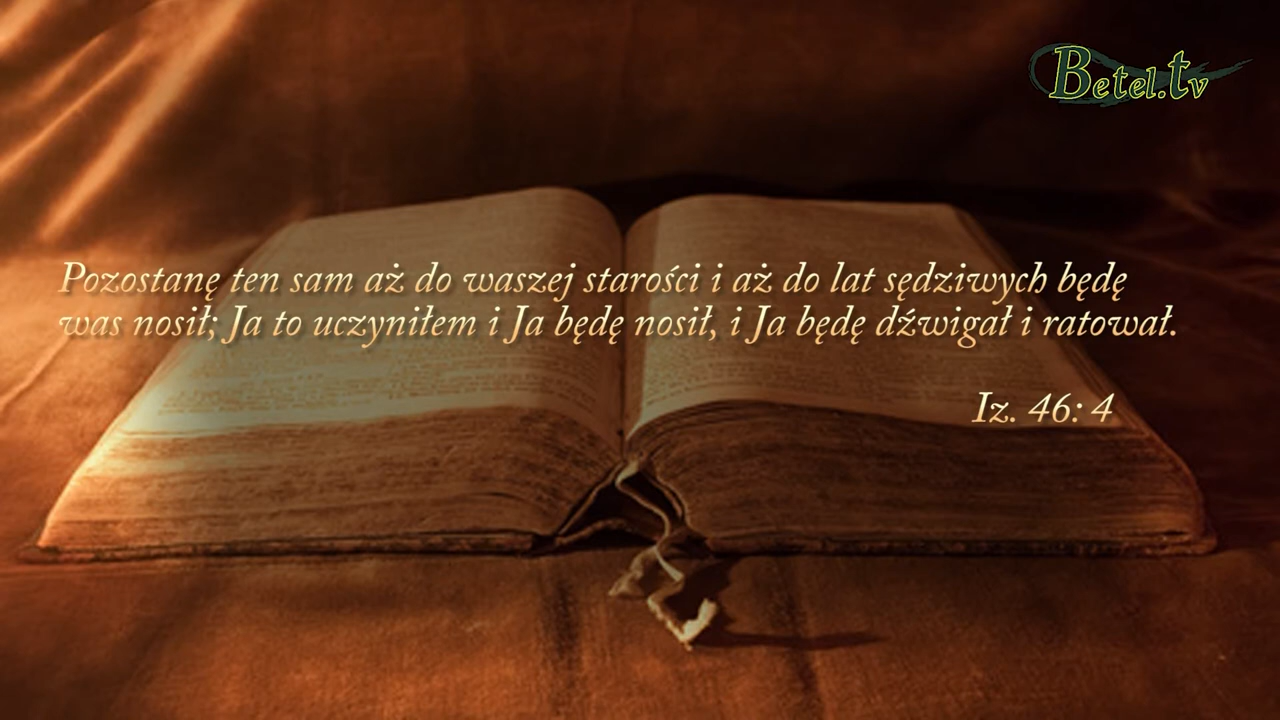 Betel.tv
Pozostanę ten sam aż do waszej starości i aż do lat sędziwych będę
was nosił; Ja to uczyniłem i Ja będę nosił, i Ja będę dźwigał i ratował.
Iz. 46: 4